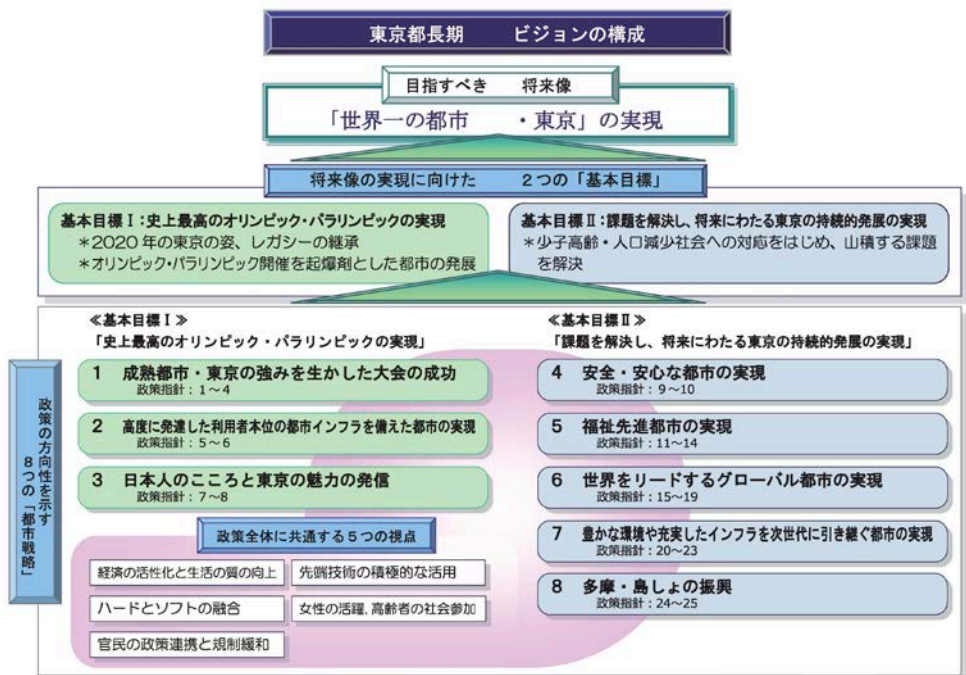 東京都長期 ビジョンの構成
目指すべき 将来像
「世界一の都市 ・東京」の実現
将来像の実現に向けた 2つの「基本目標」
基本目標Ⅰ:史上最高のオリンピック・パラリンピックの実現
＊2020年の東京の姿、レガシーの継承
＊オリンピック・パラリンピック開催を起爆剤とした都市の発展
基本目標Ⅱ:課題を解決し、将来にわたる東京の持続的発展の実現
＊少子高齢・人口減少社会への対応をはじめ、山積する課題
を解決
政策の方向性を示す
8つの「都市戦略」
≪基本目標Ⅰ≫
「史上最高のオリンピック・パラリンピックの実現」
1 成熟都市・東京の強みを生かした大会の成功
政策指針：1～4
2 高度に発達した利用者本位の都市インフラを備えた都市の実現
政策指針：5～6
3 日本人のこころと東京の魅力の発信
政策指針：7～8
≪基本目標Ⅱ≫
「課題を解決し、将来にわたる東京の持続的発展の実現」
4 安全・安心な都市の実現
政策指針：9～10
5 福祉先進都市の実現
政策指針：11～14
6 世界をリードするグローバル都市の実現
政策指針：15～19
7 豊かな環境や充実したインフラを次世代に引き継ぐ都市の実現
政策指針：20～23
8 多摩・島しょの振興
政策指針：24～25
政策全体に共通する5つの視点
経済の活性化と生活の質の向上
先端技術の積極的な活用
ハードとソフトの融合
女性の活躍、高齢者の社会参加
官民の政策連携と規制緩和